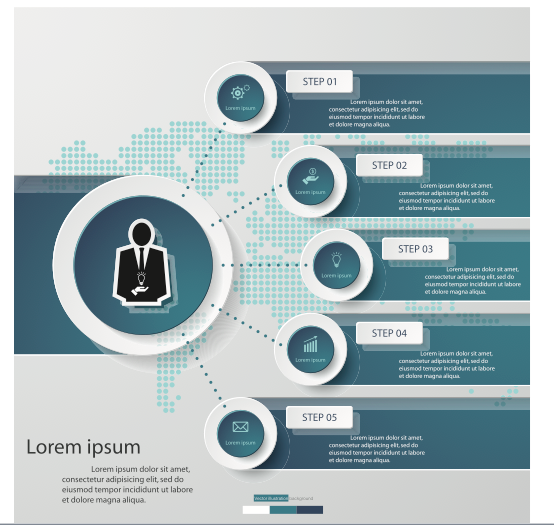 STEP 01
Lorem ipsum dolor sit amet,
consectetur adipisicing elit, sed do
eiusmod tempor incididunt ut labore
et dolore magna aliqua.
Lorem ipsum
STEP 02
Lorem ipsum dolor sit amet,
consectetur adipisicing elit, sed do
eiusmod tempor incididunt ut labore
et dolore magna aliqua.
Lorem ipsum
STEP 03
Lorem ipsum dolor sit amet,
consectetur adipisicing elit, sed do
eiusmod tempor incididunt ut labore
et dolore magna aliqua.
Lorem ipsum
STEP 04
Lorem ipsum dolor sit amet,
consectetur adipisicing elit, sed do
eiusmod tempor incididunt ut labore
et dolore magna aliqua.
Lorem ipsum
STEP 05
Lorem ipsum dolor sit amet,
consectetur adipisicing elit, sed do
eiusmod tempor incididunt ut labore
et dolore magna aliqua.
Lorem ipsum
Lorem ipsum
Lorem ipsum dolor sit amet,
consectetur adipisicing elit, sed do
eiusmod tempor incididunt ut labore
et dolore magna aliqua.
Vector illustration background